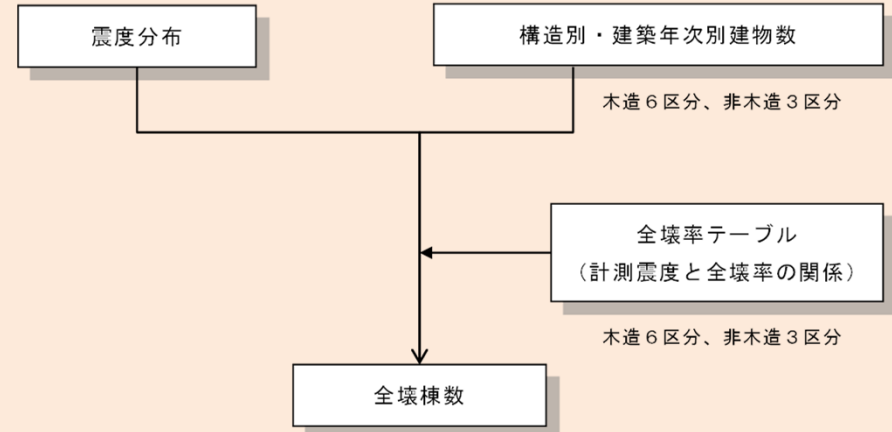 震度分布
構造別・建築年次別建物数
木造６区分、非木造３区分
全壊率テーブル
（計測震度と全壊率の関係）
木造６区分、非木造３区分
全壊棟数